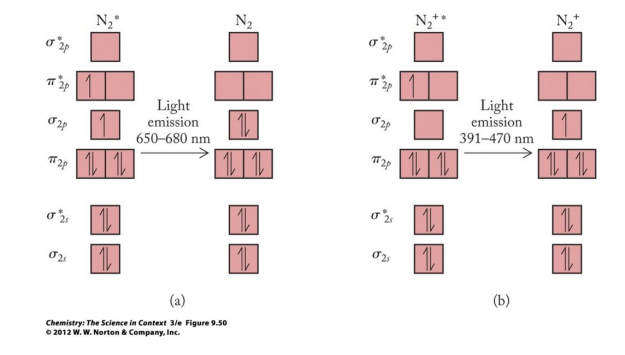 N₂*
N₂
σ*₂ₚ
π*₂ₚ
σ₂ₚ
π₂ₚ
σ*₂ₛ
σ₂ₛ
Light
emission
650–680 nm
(a)
N₂⁺*
N₂⁺
σ*₂ₚ
π*₂ₚ
σ₂ₚ
π₂ₚ
σ*₂ₛ
σ₂ₛ
Light
emission
391–470 nm
(b)
Chemistry: The Science in Context 3/e Figure 9.50
© 2012 W. W. Norton & Company, Inc.